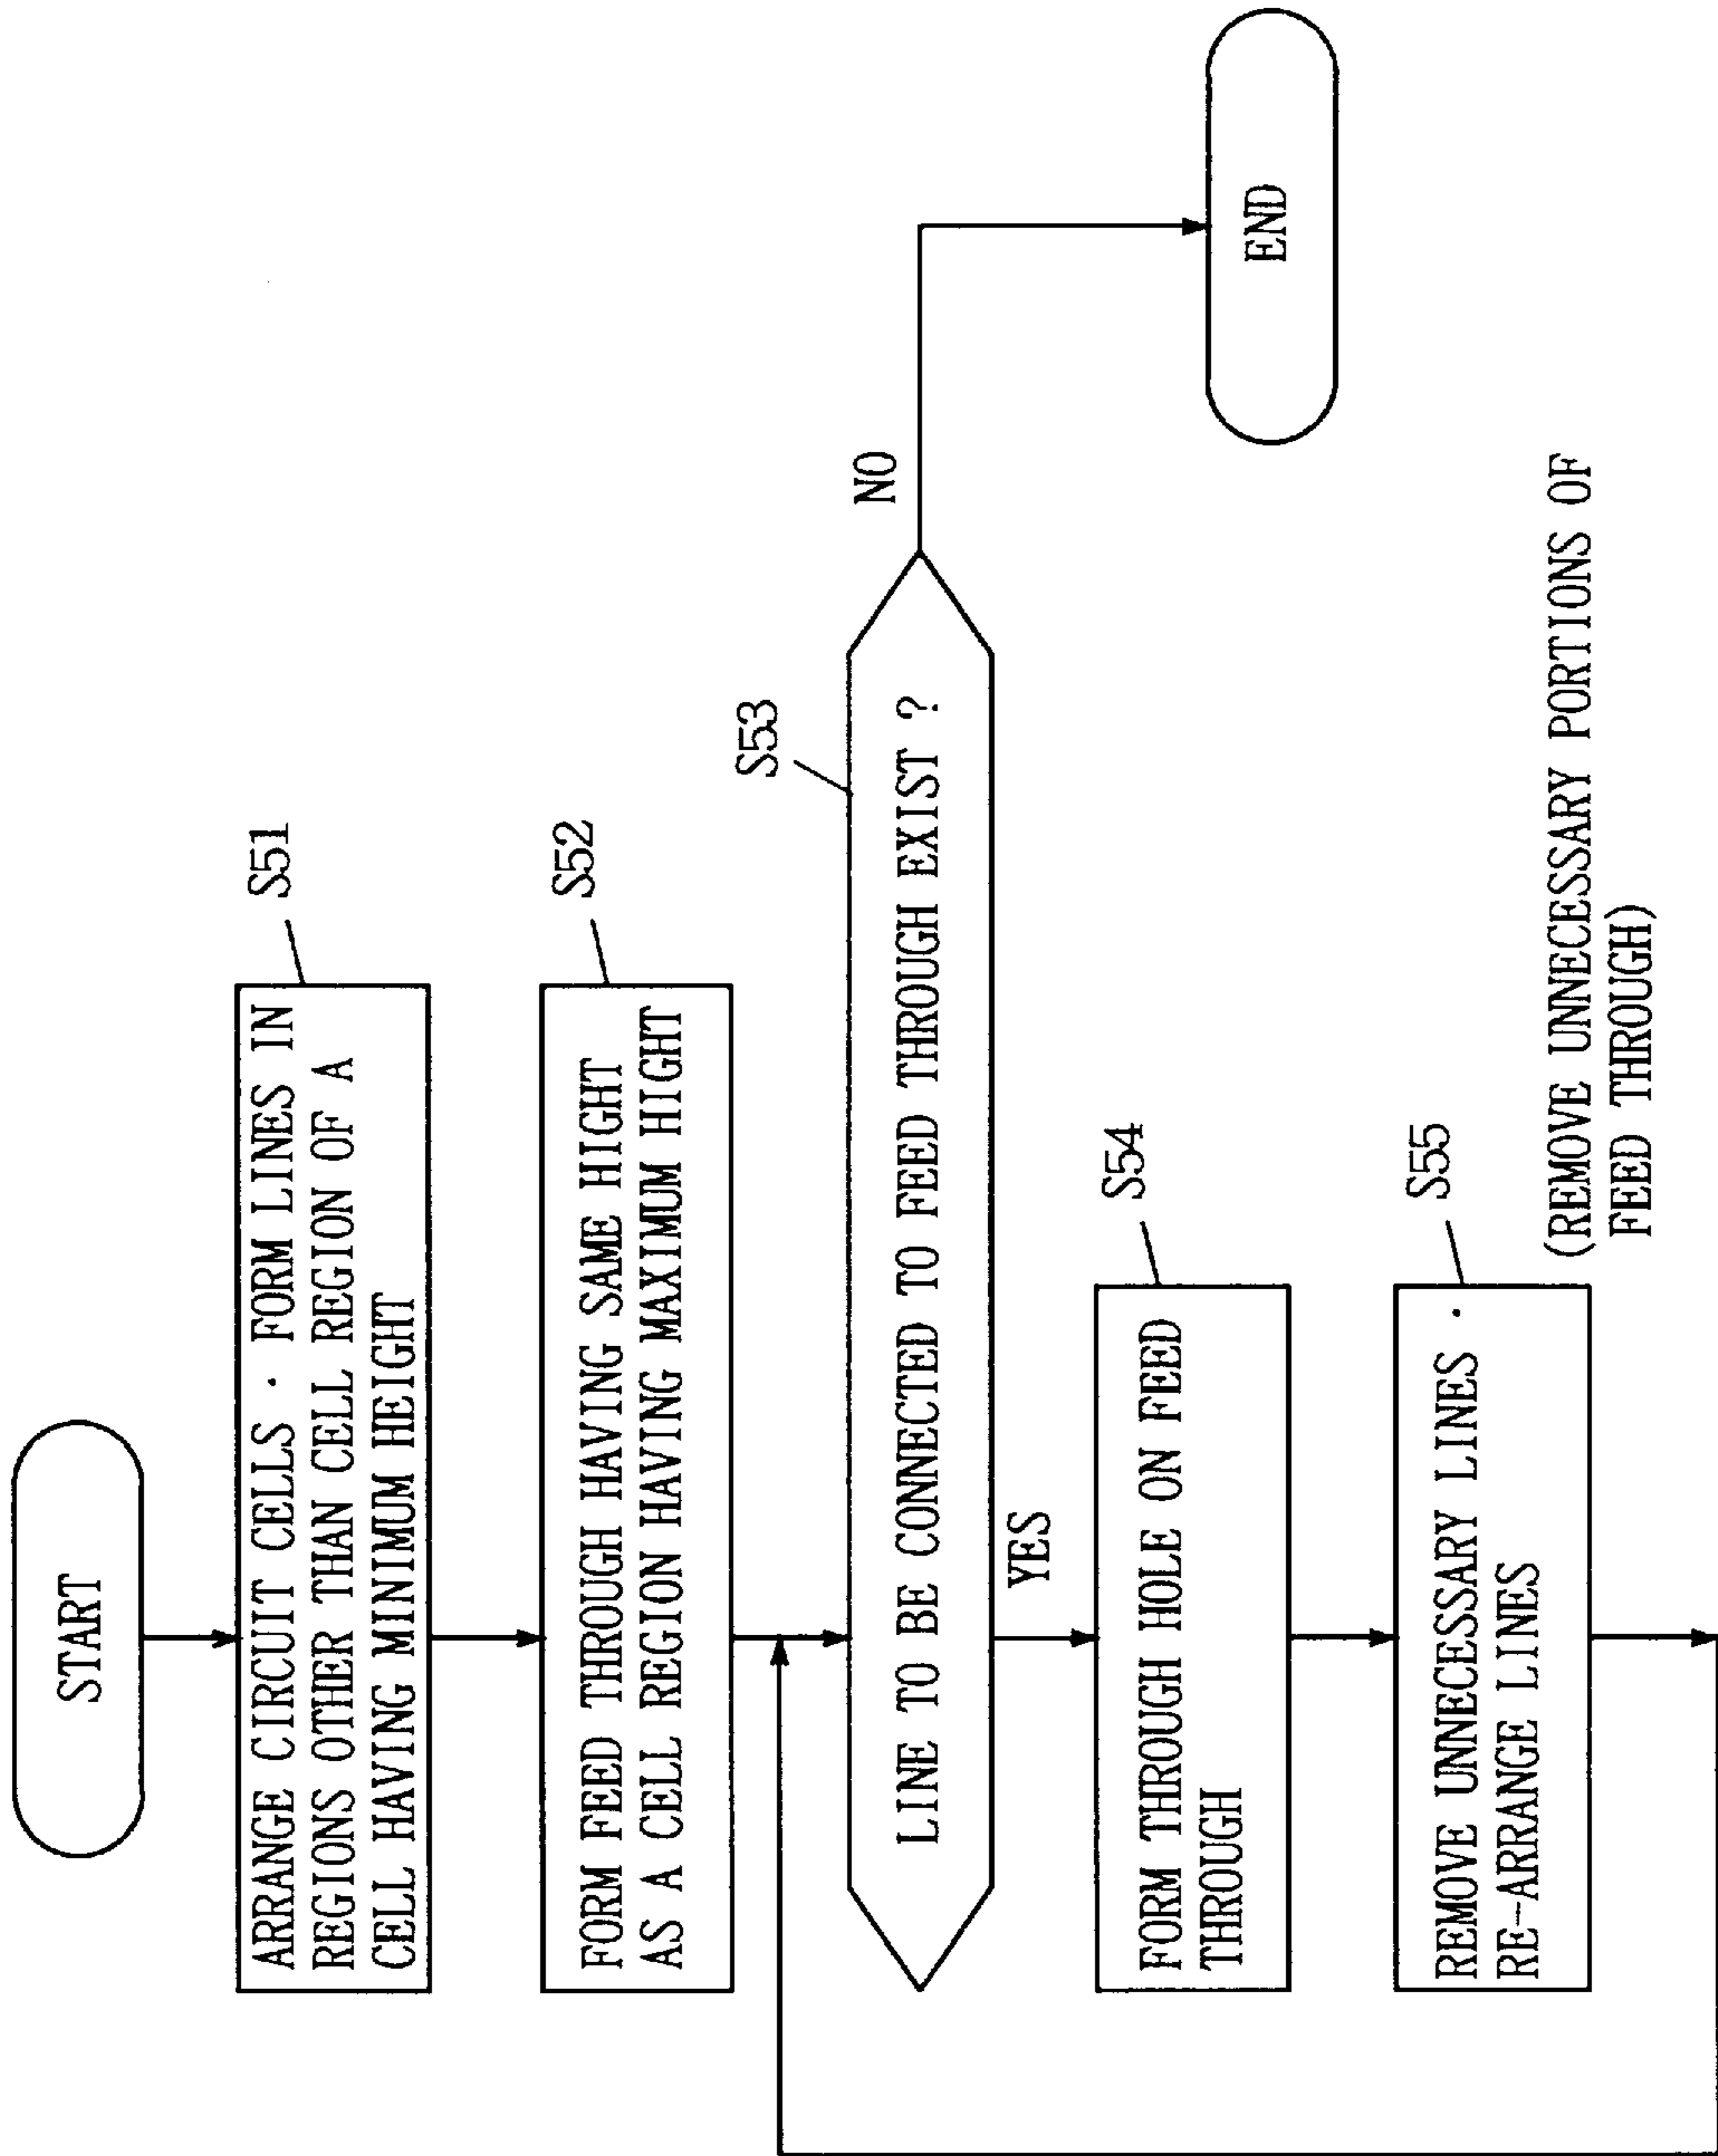 START
S51
ARRANGE CIRCUIT CELLS · FORM LINES IN
REGIONS OTHER THAN CELL REGION OF A
CELL HAVING MINIMUM HEIGHT
S52
FORM FEED THROUGH HAVING SAME HIGHT
AS A CELL REGION HAVING MAXIMUM HIGHT
S53
LINE TO BE CONNECTED TO FEED THROUGH EXIST ?
NO
YES
END
S54
FORM THROUGH HOLE ON FEED
THROUGH
S55
REMOVE UNNECESSARY LINES ·
RE-ARRANGE LINES
(REMOVE UNNECESSARY PORTIONS OF
FEED THROUGH)